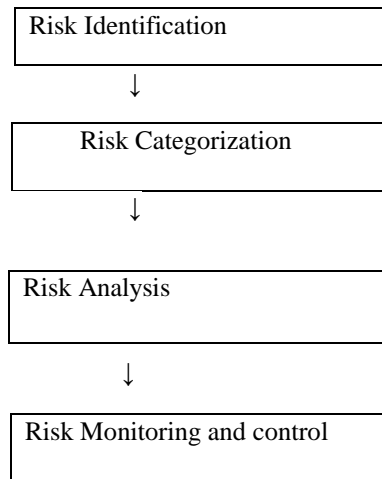 Risk Identification
↓
Risk Categorization
↓
Risk Analysis
↓
Risk Monitoring and control